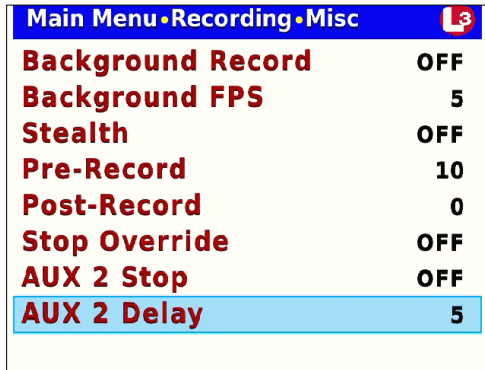 Main Menu•Recording•Misc L3
Background Record OFF
Background FPS 5
Stealth OFF
Pre-Record 10
Post-Record 0
Stop Override OFF
AUX 2 Stop OFF
AUX 2 Delay 5